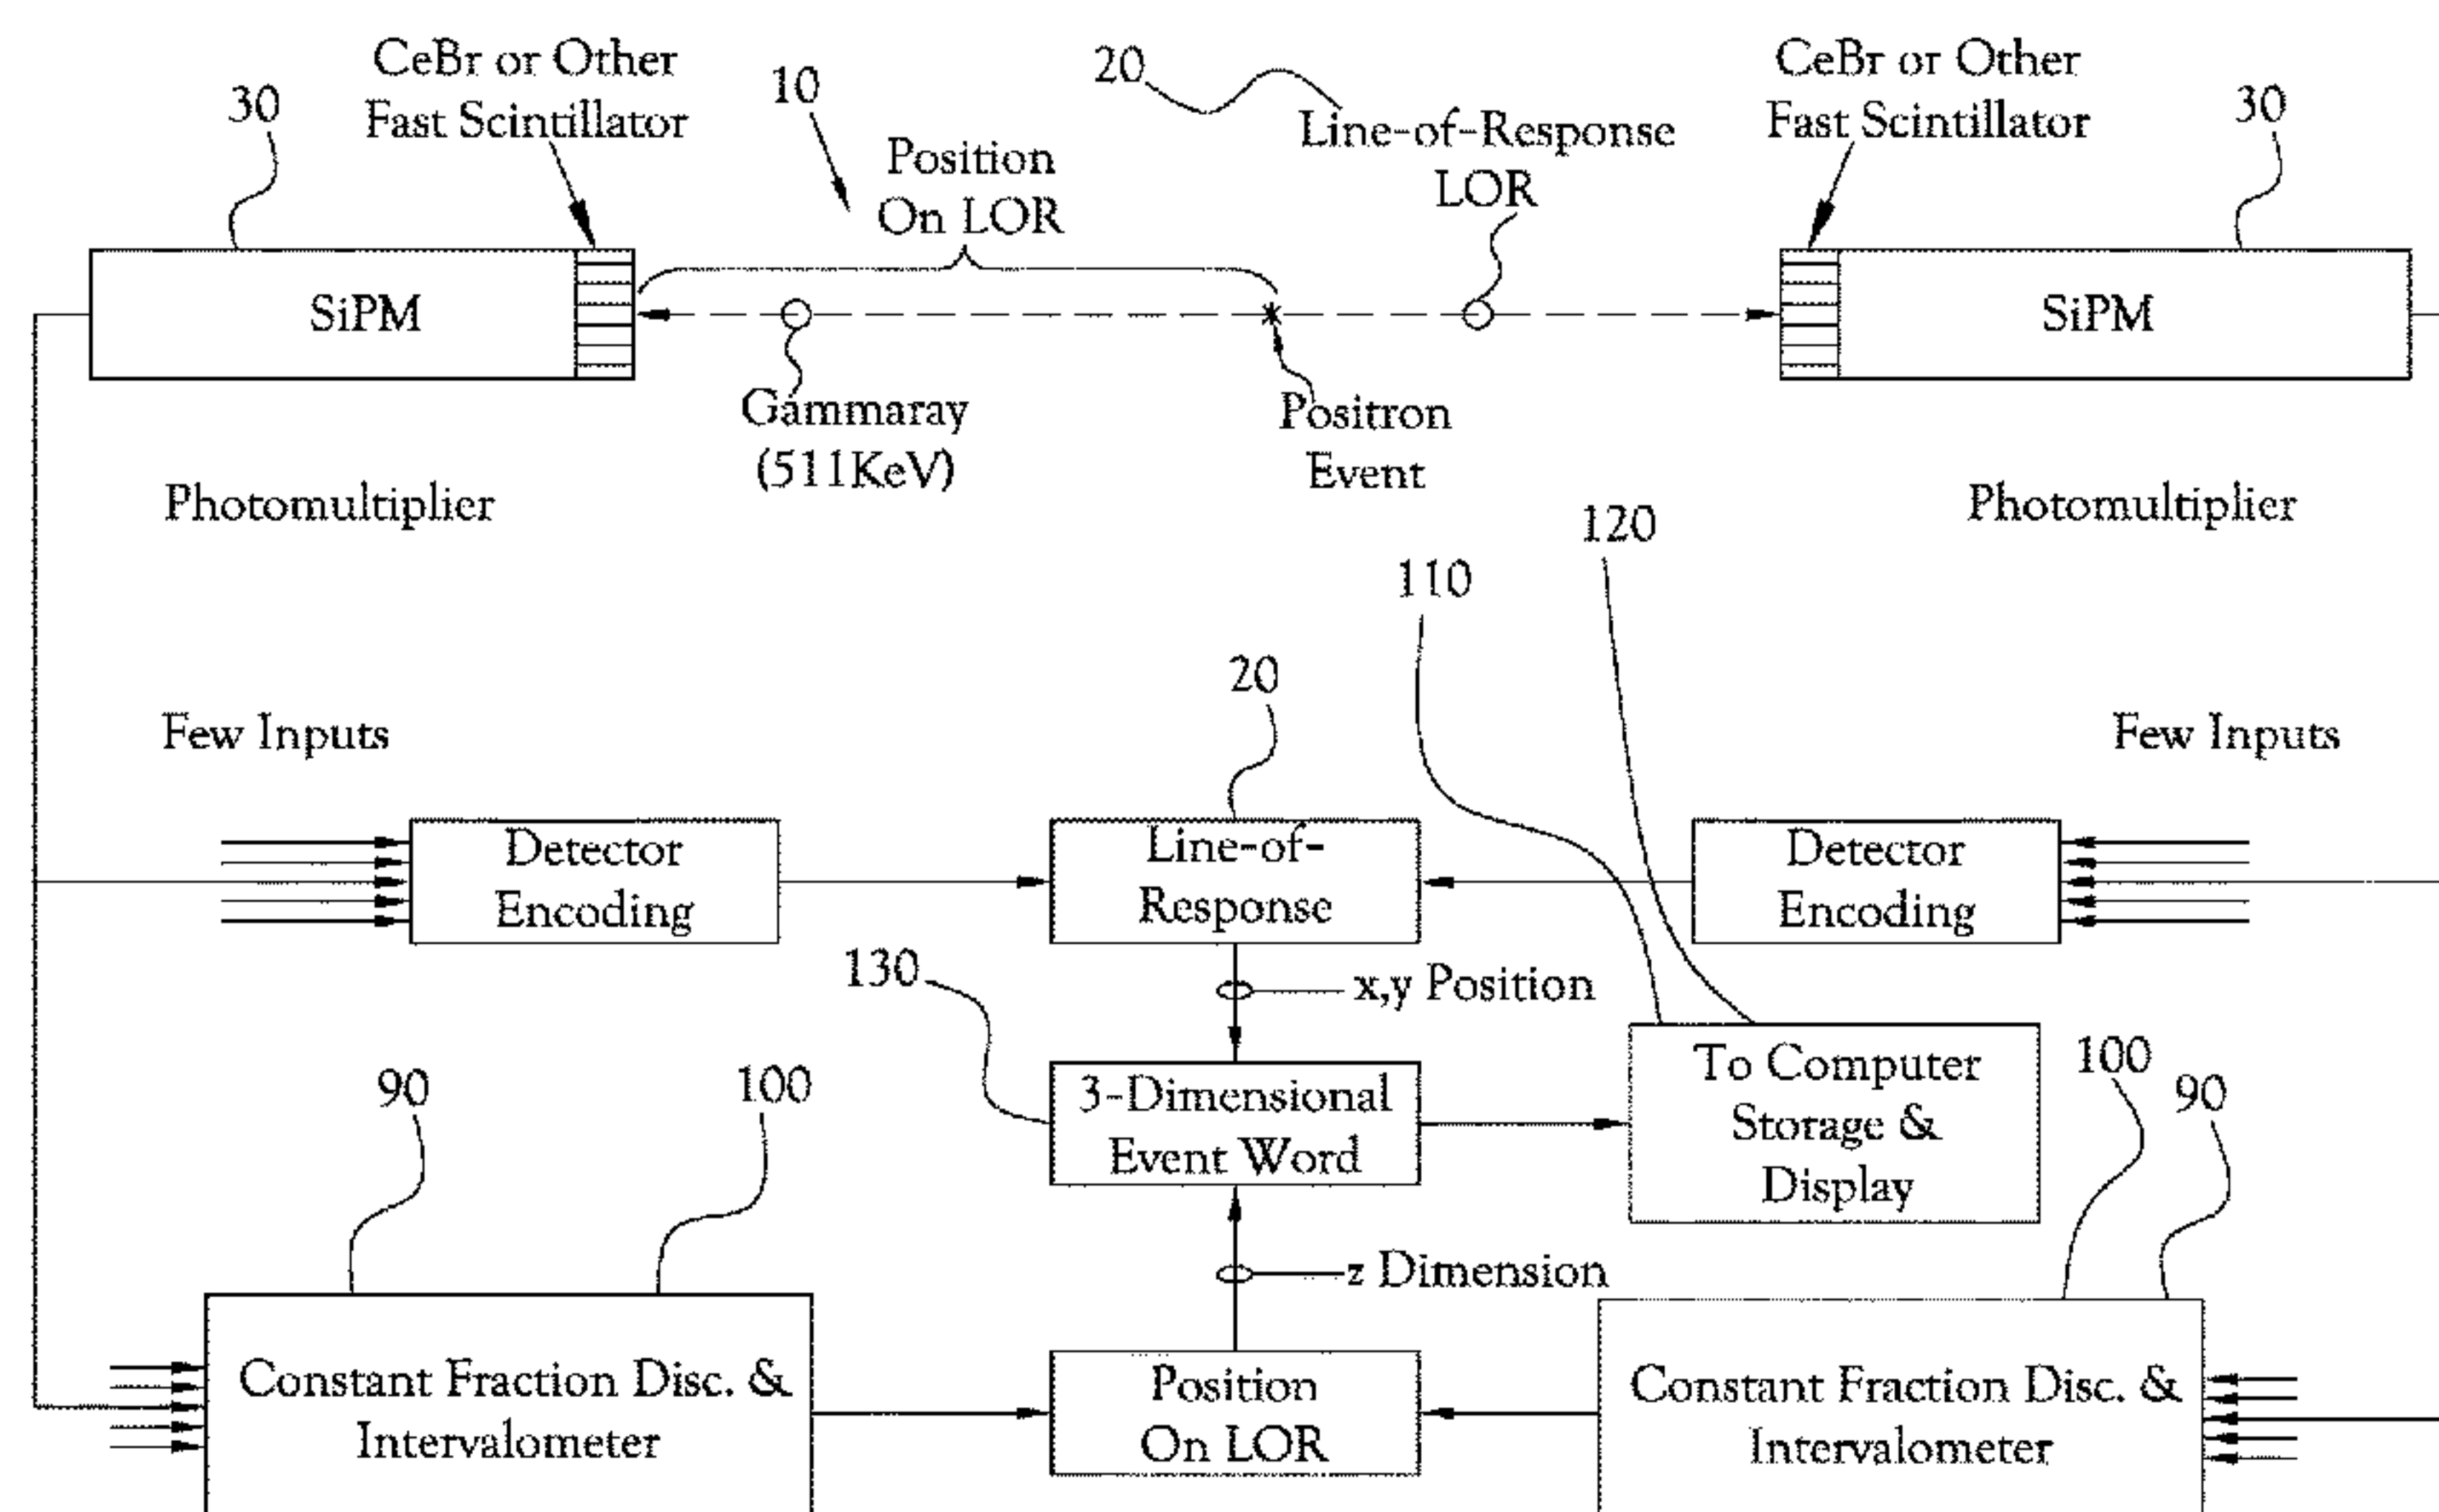 CeBr or Other
Fast Scintillator
30
10
Position
On LOR
20
Line-of-Response
LOR
CeBr or Other
Fast Scintillator
30
SiPM
SiPM
Gammaray
(511KeV)
Positron
Event
Photomultiplier
Photomultiplier
120
110
20
Few Inputs
Few Inputs
Detector
Encoding
Line-of-
Response
Detector
Encoding
130
x,y Position
90
100
3-Dimensional
Event Word
To Computer
Storage &
Display
100
90
z Dimension
Constant Fraction Disc. &
Intervalometer
Position
On LOR
Constant Fraction Disc. &
Intervalometer